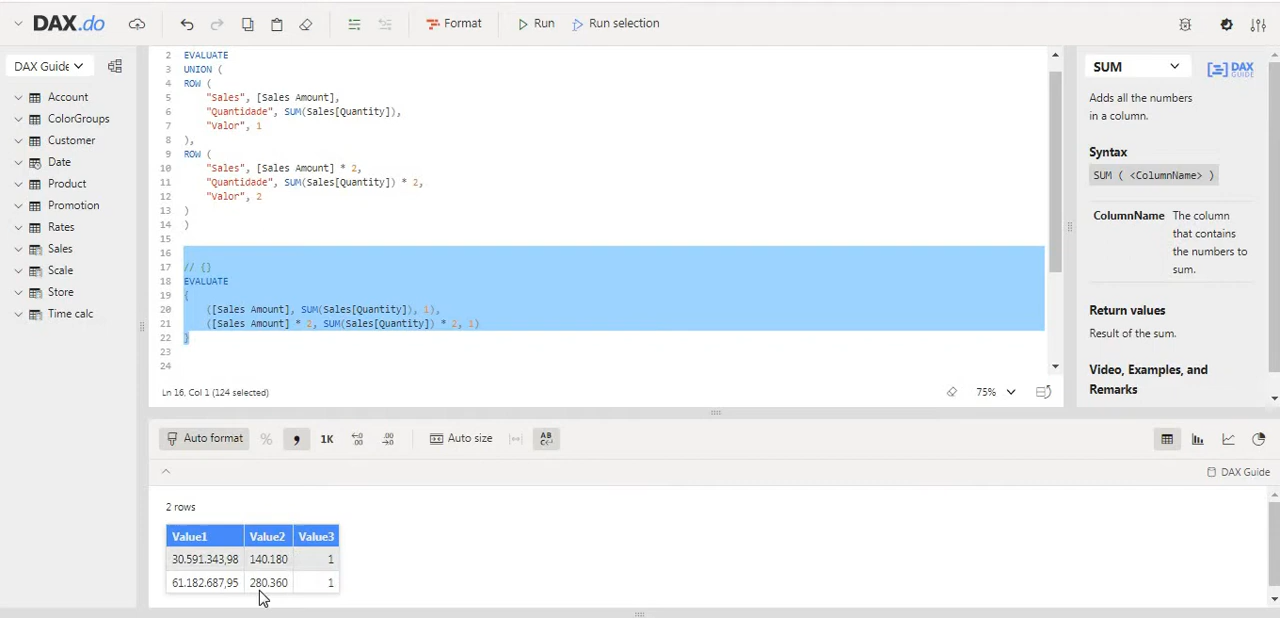 DAX.do
Format
Run
Run selection
DAX Guide
Account
ColorGroups
Customer
Date
Product
Promotion
Rates
Sales
Scale
Store
Time calc
2 EVALUATE
3 UNION (
4 ROW (
5 "Sales", [Sales Amount],
6 "Quantidade", SUM(Sales[Quantity]),
7 "Valor", 1
8 ),
9 ROW (
10 "Sales", [Sales Amount] * 2,
11 "Quantidade", SUM(Sales[Quantity]) * 2,
12 "Valor", 2
13 )
14 )
15
16
17 // {}
18 EVALUATE
19 {
20 ([Sales Amount], SUM(Sales[Quantity]), 1),
21 ([Sales Amount] * 2, SUM(Sales[Quantity]) * 2, 1)
22 }
23
24
Ln 16, Col 1 (124 selected)
75%
SUM
DAX GUIDE
Adds all the numbers
in a column.
Syntax
SUM ( <ColumnName> )
ColumnName The column
that contains
the numbers to
sum.
Return values
Result of the sum.
Video, Examples, and
Remarks
Auto format % , 1K .00 .00 Auto size AB
DAX Guide
2 rows
Value1 Value2 Value3
30.591.343,98 140.180 1
61.182.687,95 280.360 1